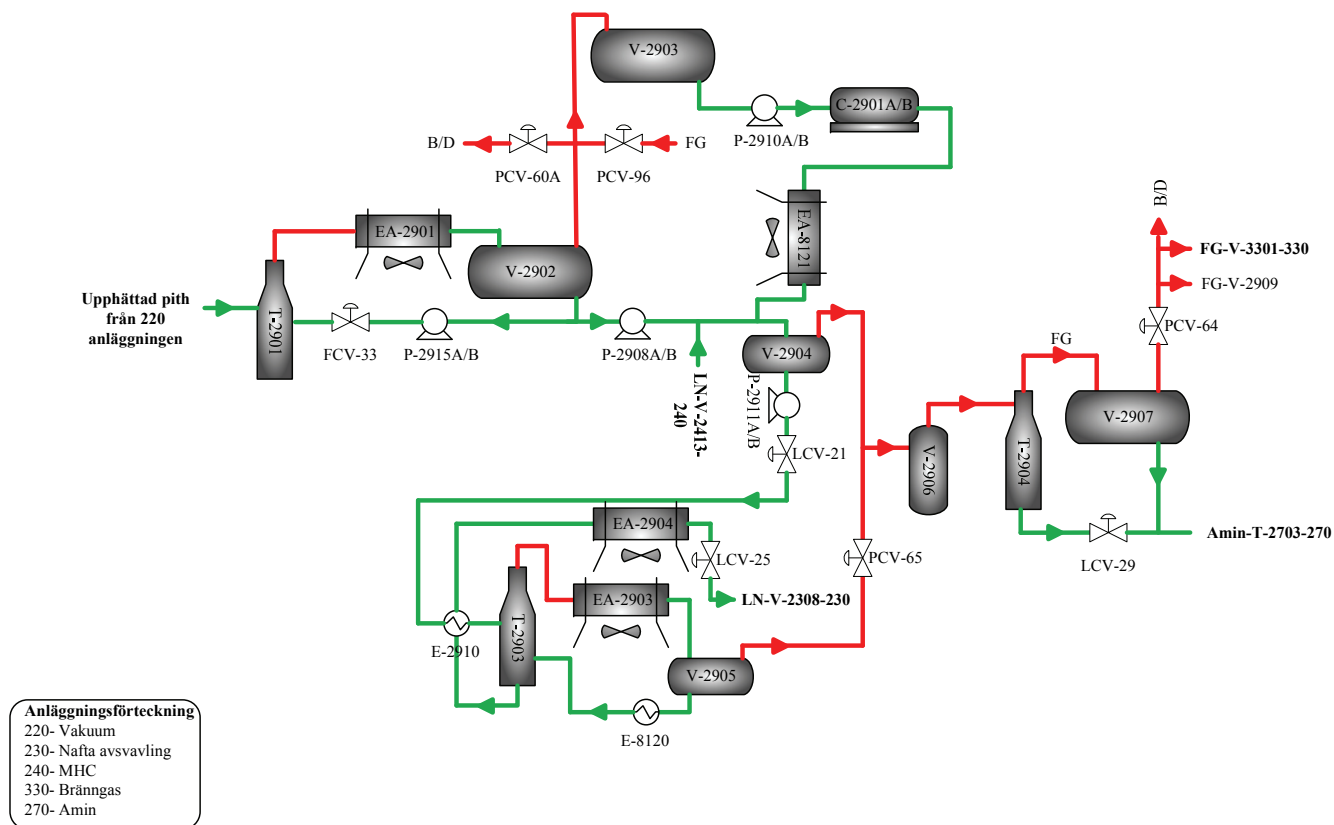 V-2903
C-2901A/B
P-2910A/B
B/D
FG
PCV-60A
PCV-96
EA-2901
EA-8121
V-2902
B/D
FG-V-3301-330
FG-V-2909
Upphättad pith
från 220
anläggningen
T-2901
FCV-33
P-2915A/B
P-2908A/B
V-2904
PCV-64
FG
LN-V-2413-
240
P-2911A/B
LCV-21
V-2906
T-2904
V-2907
EA-2904
LCV-25
PCV-65
LCV-29
Amin-T-2703-270
EA-2903
LN-V-2308-230
E-2910
T-2903
V-2905
E-8120
Anläggningsförteckning
220- Vakuum
230- Nafta avsvavling
240- MHC
330- Bränngas
270- Amin